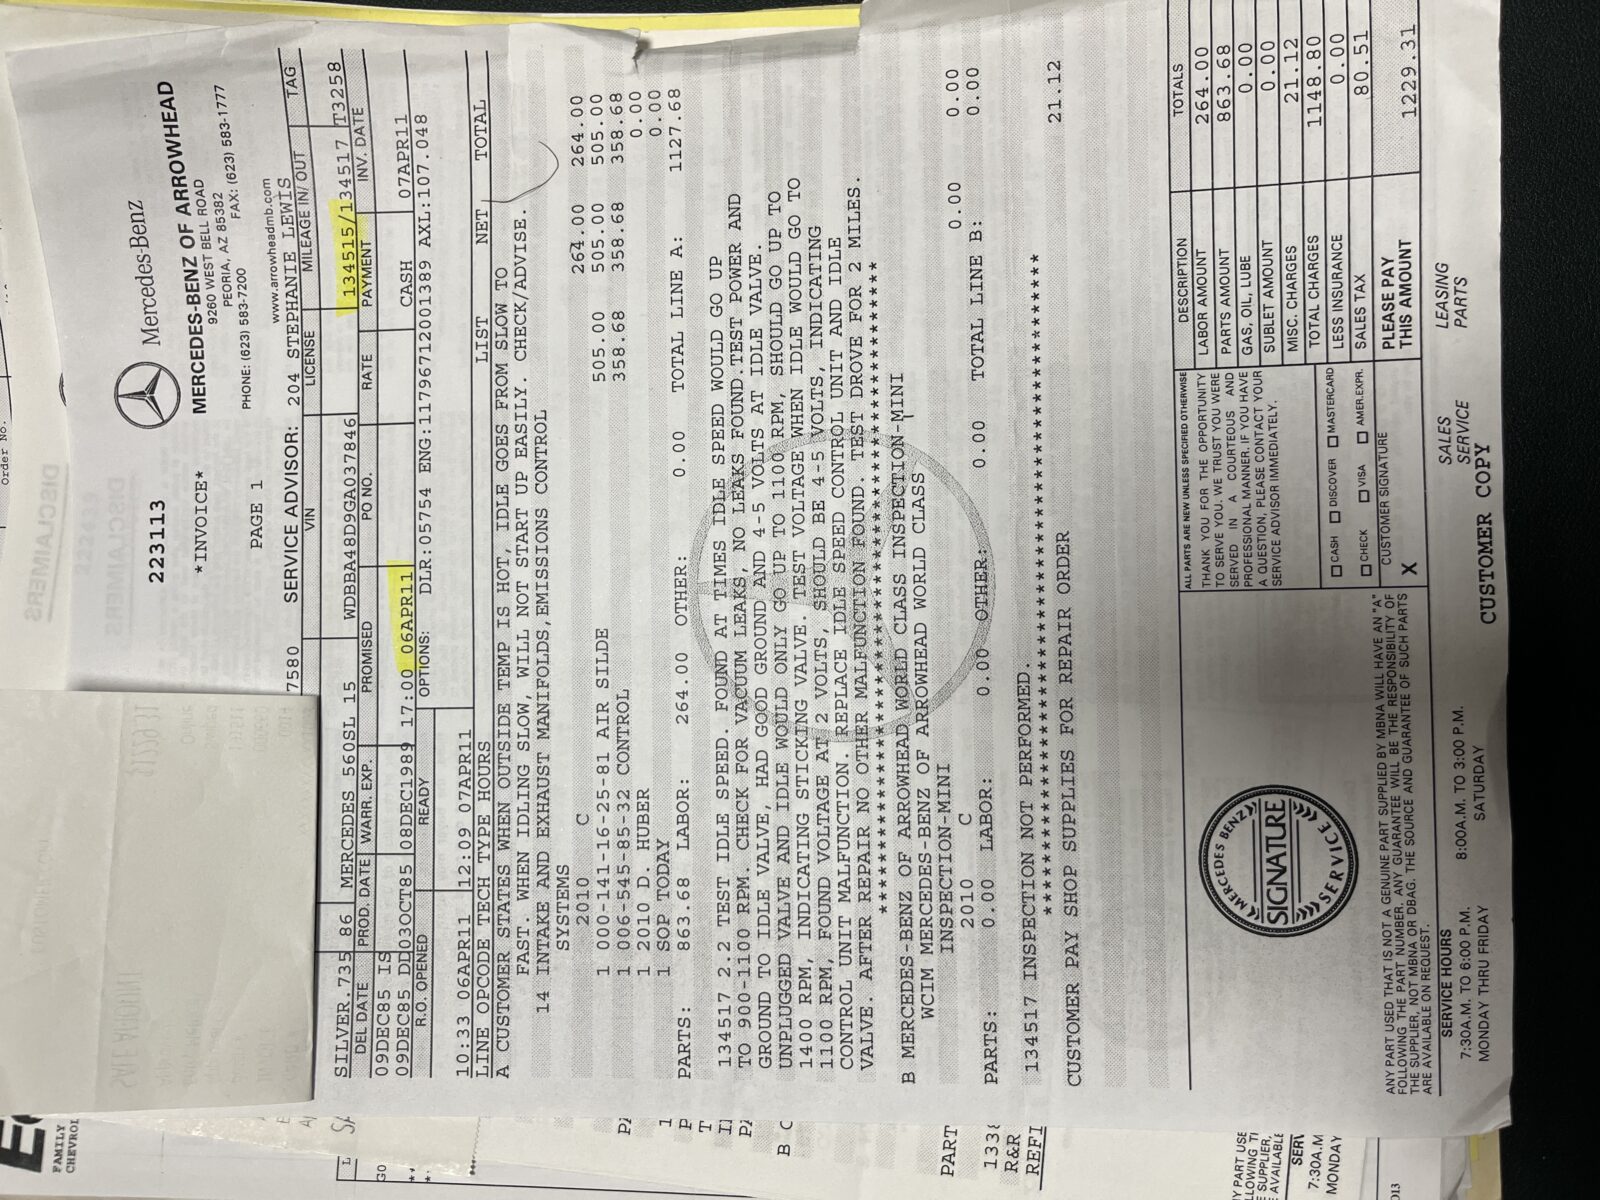 Mercedes-Benz
223113
MERCEDES-BENZ OF ARROWHEAD
*INVOICE*
9260 WEST BELL ROAD
PEORIA, AZ 85382
PHONE: (623) 583-7200 FAX: (623) 583-1777
PAGE 1
www.arrowheadmb.com
7580 SERVICE ADVISOR: 204 STEPHANIE LEWIS
VIN LICENSE MILEAGE IN/ OUT TAG
SILVER.735 86 MERCEDES 560SL 15 WDBBA48D9GA037846 134515/134517 T3258
DEL DATE PROD. DATE WARR. EXP. PROMISED PO NO. RATE PAYMENT INV. DATE
09DEC85 IS
09DEC85 DD 03OCT85 08DEC1989 17:00 06APR11 CASH 07APR11
R.O. OPENED READY OPTIONS: DLR:05754 ENG:11796712001389 AXL:107.048
10:33 06APR11 12:09 07APR11
LINE OPCODE TECH TYPE HOURS LIST NET TOTAL
A CUSTOMER STATES WHEN OUTSIDE TEMP IS HOT, IDLE GOES FROM SLOW TO
FAST. WHEN IDLING SLOW, WILL NOT START UP EASILY. CHECK/ADVISE.
14 INTAKE AND EXHAUST MANIFOLDS,EMISSIONS CONTROL
SYSTEMS
2010 C 264.00 264.00
1 000-141-16-25-81 AIR SILDE 505.00 505.00 505.00
1 006-545-85-32 CONTROL 358.68 358.68 358.68
1 2010 D. HUBER 0.00
1 SOP TODAY 0.00
PARTS: 863.68 LABOR: 264.00 OTHER: 0.00 TOTAL LINE A: 1127.68
134517 2.2 TEST IDLE SPEED. FOUND AT TIMES IDLE SPEED WOULD GO UP
TO 900-1100 RPM. CHECK FOR VACUUM LEAKS, NO LEAKS FOUND.TEST POWER AND
GROUND TO IDLE VALVE, HAD GOOD GROUND AND 4-5 VOLTS AT IDLE VALVE.
UNPLUGGED VALVE AND IDLE WOULD ONLY GO UP TO 1100 RPM, SHOULD GO UP TO
1400 RPM, INDICATING STICKING VALVE. TEST VOLTAGE WHEN IDLE WOULD GO TO
1100 RPM, FOUND VOLTAGE AT 2 VOLTS, SHOULD BE 4-5 VOLTS, INDICATING
CONTROL UNIT MALFUNCTION. REPLACE IDLE SPEED CONTROL UNIT AND IDLE
VALVE. AFTER REPAIR NO OTHER MALFUNCTION FOUND. TEST DROVE FOR 2 MILES.
****************************************************
B MERCEDES-BENZ OF ARROWHEAD WORLD CLASS INSPECTION-MINI
WCIM MERCEDES-BENZ OF ARROWHEAD WORLD CLASS
INSPECTION-MINI
2010 C 0.00 0.00
PARTS: 0.00 LABOR: 0.00 OTHER: 0.00 TOTAL LINE B: 0.00
134517 INSPECTION NOT PERFORMED.
****************************************************
CUSTOMER PAY SHOP SUPPLIES FOR REPAIR ORDER 21.12
MERCEDES BENZ
SIGNATURE
SERVICE
ALL PARTS ARE NEW UNLESS SPECIFIED OTHERWISE
THANK YOU FOR THE OPPORTUNITY
TO SERVE YOU. WE TRUST YOU WERE
SERVED IN A COURTEOUS AND
PROFESSIONAL MANNER. IF YOU HAVE
A QUESTION, PLEASE CONTACT YOUR
SERVICE ADVISOR IMMEDIATELY.
CASH DISCOVER MASTERCARD
CHECK VISA AMER.EXPR.
CUSTOMER SIGNATURE
X
DESCRIPTION TOTALS
LABOR AMOUNT 264.00
PARTS AMOUNT 863.68
GAS, OIL, LUBE 0.00
SUBLET AMOUNT 0.00
MISC. CHARGES 21.12
TOTAL CHARGES 1148.80
LESS INSURANCE 0.00
SALES TAX 80.51
PLEASE PAY
THIS AMOUNT 1229.31
ANY PART USED THAT IS NOT A GENUINE PART SUPPLIED BY MBNA WILL HAVE AN "A"
FOLLOWING THE PART NUMBER. ANY GUARANTEE WILL BE THE RESPONSIBILITY OF
THE SUPPLIER, NOT MBNA OR DBAG. THE SOURCE AND GUARANTEE OF SUCH PARTS
ARE AVAILABLE ON REQUEST.
SERVICE HOURS
7:30A.M. TO 6:00 P.M. 8:00A.M. TO 3:00 P.M.
MONDAY THRU FRIDAY SATURDAY
SALES LEASING
SERVICE PARTS
CUSTOMER COPY
Order No.
FAMILY
CHEVROL
PART
R&R
REFI
7:30A.M
MONDAY